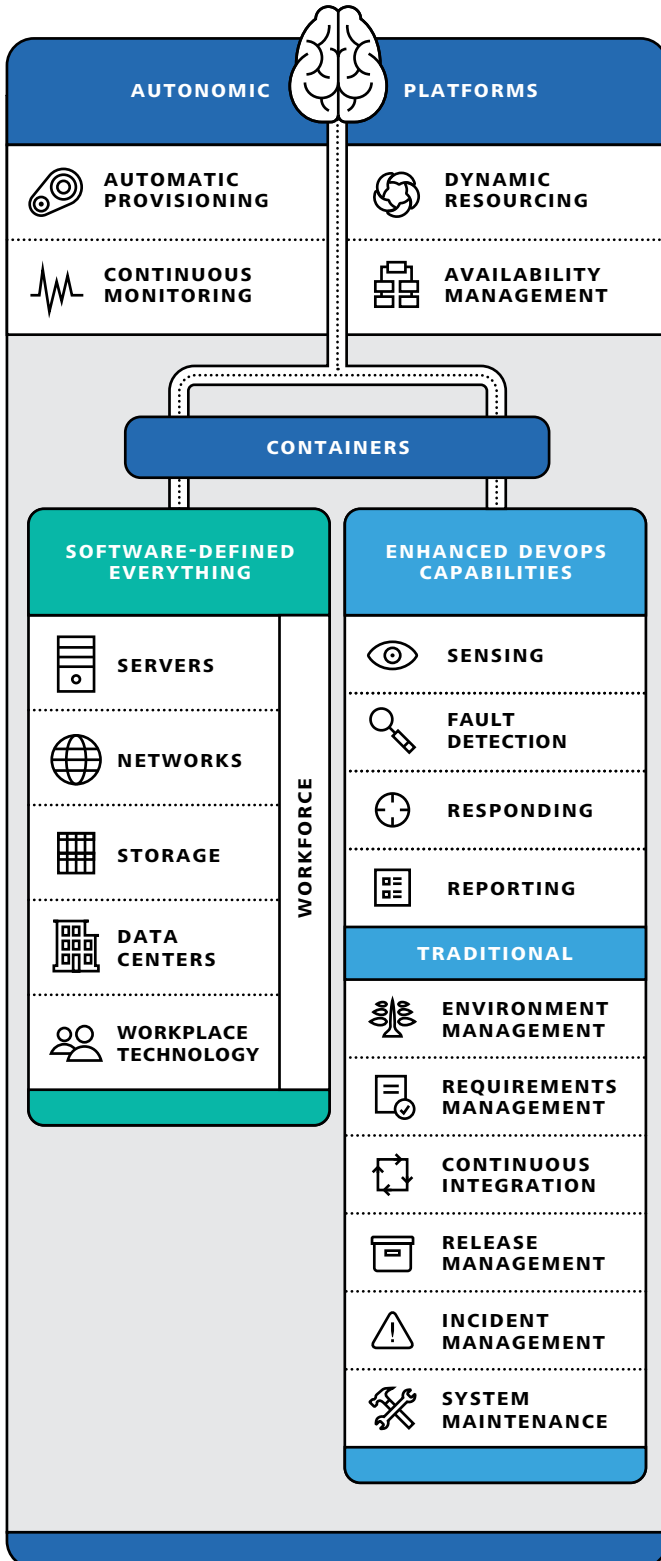 AUTONOMIC PLATFORMS
AUTOMATIC
PROVISIONING
DYNAMIC
RESOURCING
CONTINUOUS
MONITORING
AVAILABILITY
MANAGEMENT
CONTAINERS
SOFTWARE-DEFINED
EVERYTHING
SERVERS
NETWORKS
STORAGE
DATA
CENTERS
WORKPLACE
TECHNOLOGY
WORKFORCE
ENHANCED DEVOPS
CAPABILITIES
SENSING
FAULT
DETECTION
RESPONDING
REPORTING
TRADITIONAL
ENVIRONMENT
MANAGEMENT
REQUIREMENTS
MANAGEMENT
CONTINUOUS
INTEGRATION
RELEASE
MANAGEMENT
INCIDENT
MANAGEMENT
SYSTEM
MAINTENANCE